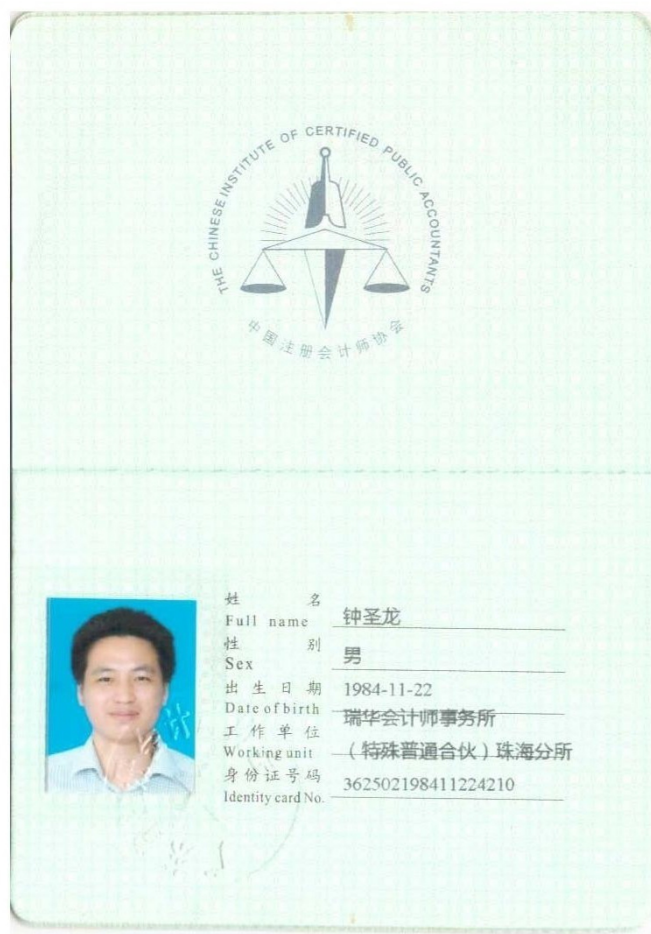 THE CHINESE INSTITUTE OF CERTIFIED PUBLIC ACCOUNTANTS
中国注册会计师协会
姓 名 钟圣龙
Full name
性 别 男
Sex
出生日期 1984-11-22
Date of birth
工作单位 瑞华会计师事务所
Working unit （特殊普通合伙）珠海分所
身份证号码 362502198411224210
Identity card No.